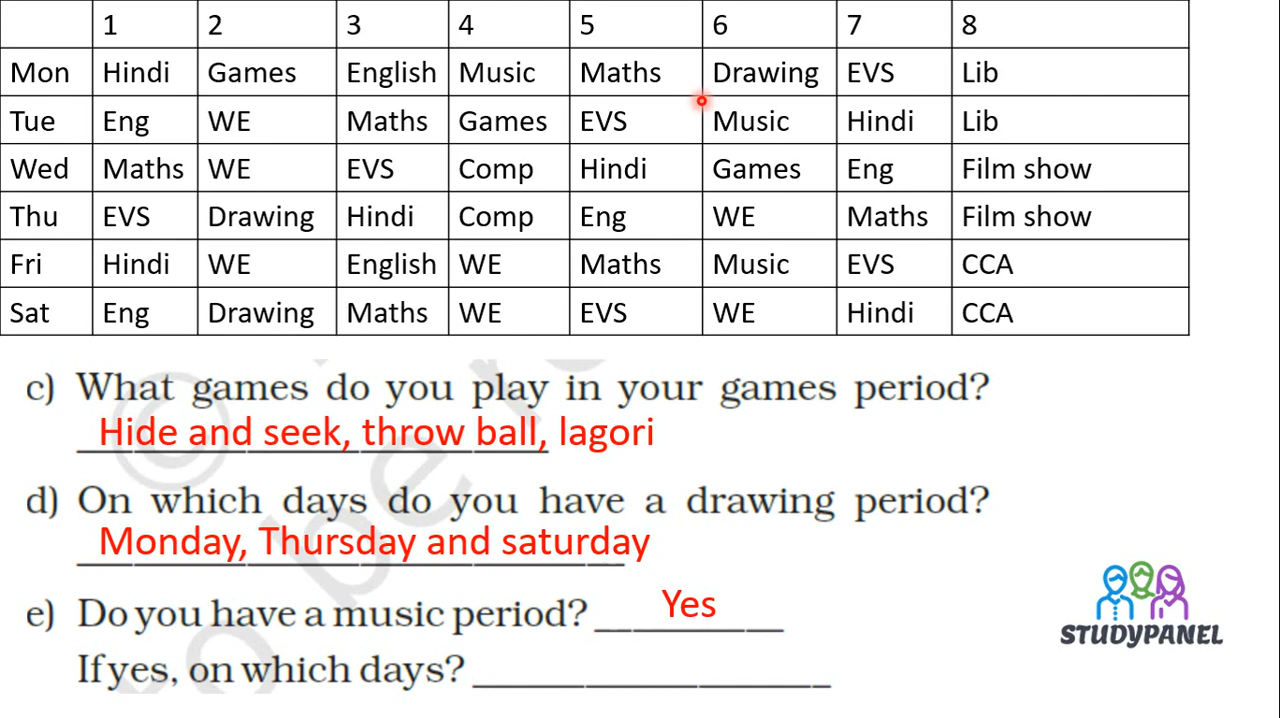 1 2 3 4 5 6 7 8
Mon Hindi Games English Music Maths Drawing EVS Lib
Tue Eng WE Maths Games EVS Music Hindi Lib
Wed Maths WE EVS Comp Hindi Games Eng Film show
Thu EVS Drawing Hindi Comp Eng WE Maths Film show
Fri Hindi WE English WE Maths Music EVS CCA
Sat Eng Drawing Maths WE EVS WE Hindi CCA
c) What games do you play in your games period?
Hide and seek, throw ball, lagori
d) On which days do you have a drawing period?
Monday, Thursday and saturday
e) Do you have a music period? Yes
If yes, on which days?
STUDYPANEL